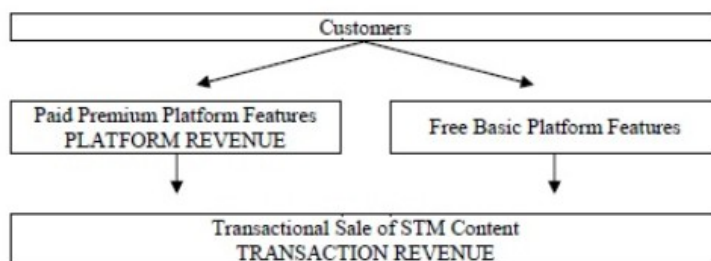 Customers
Paid Premium Platform Features
PLATFORM REVENUE
Free Basic Platform Features
Transactional Sale of STM Content
TRANSACTION REVENUE